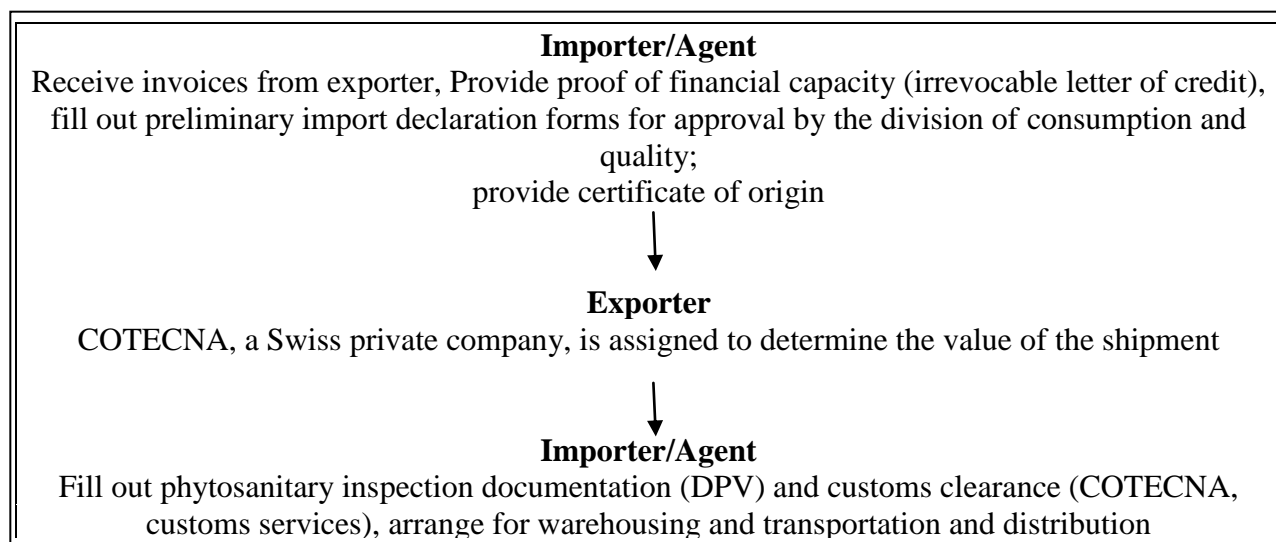 Importer/Agent
Receive invoices from exporter, Provide proof of financial capacity (irrevocable letter of credit),
fill out preliminary import declaration forms for approval by the division of consumption and
quality;
provide certificate of origin
Exporter
COTECNA, a Swiss private company, is assigned to determine the value of the shipment
Importer/Agent
Fill out phytosanitary inspection documentation (DPV) and customs clearance (COTECNA,
customs services), arrange for warehousing and transportation and distribution